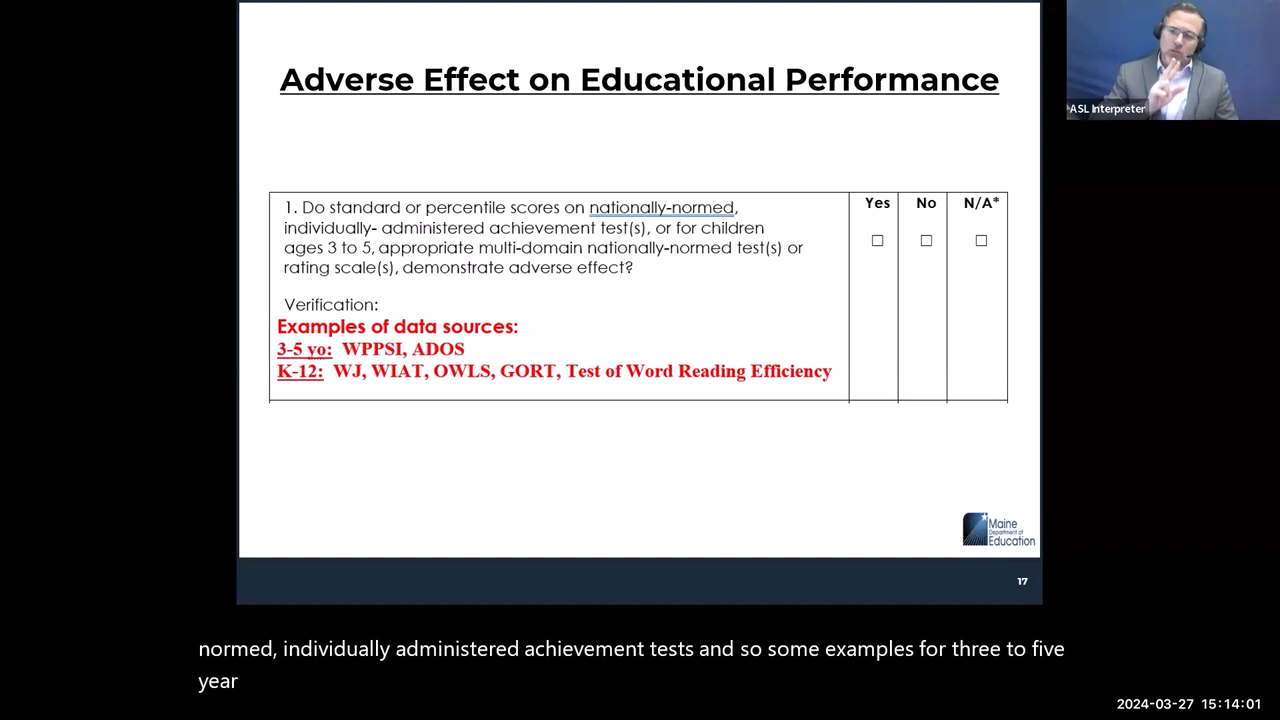 Adverse Effect on Educational Performance
ASL Interpreter
1. Do standard or percentile scores on nationally-normed,
individually- administered achievement test(s), or for children
ages 3 to 5, appropriate multi-domain nationally-normed test(s) or
rating scale(s), demonstrate adverse effect?
Yes No N/A*
☐ ☐ ☐
Verification:
Examples of data sources:
3-5 yo: WPPSI, ADOS
K-12: WJ, WIAT, OWLS, GORT, Test of Word Reading Efficiency
Maine
Department of
Education
17
normed, individually administered achievement tests and so some examples for three to five
year
2024-03-27 15:14:01